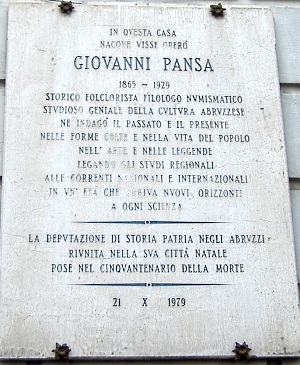 IN QVESTA CASA
NACQVE VISSE OPERÒ
GIOVANNI PANSA
1865 - 1929
STORICO FOLCLORISTA FILOLOGO NVMISMATICO
STVDIOSO GENIALE DELLA CVLTVRA ABRVZZESE
NE INDAGÒ IL PASSATO E IL PRESENTE
NELLE FORME COLTE E NELLA VITA DEL POPOLO
NELL' ARTE E NELLE LEGGENDE
LEGANDO GLI STVDI REGIONALI
ALLE CORRENTI NAZIONALI E INTERNAZIONALI
IN VN' ETÀ CHE APRIVA NVOVI ORIZZONTI
A OGNI SCIENZA
LA DEPVTAZIONE DI STORIA PATRIA NEGLI ABRVZZI
RIVNITA NELLA SVA CITTÀ NATALE
POSE NEL CINQVANTENARIO DELLA MORTE
21 X 1979